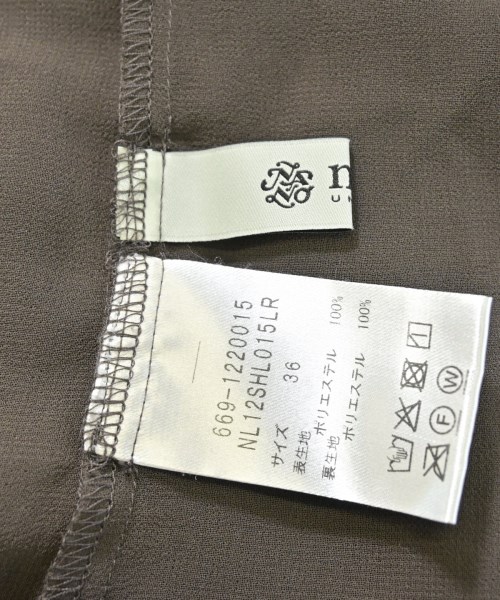 n
669-1220015
NL12SHL015LR
サイズ 36
表生地 ポリエステル 100%
裏生地 ポリエステル 100%
F W